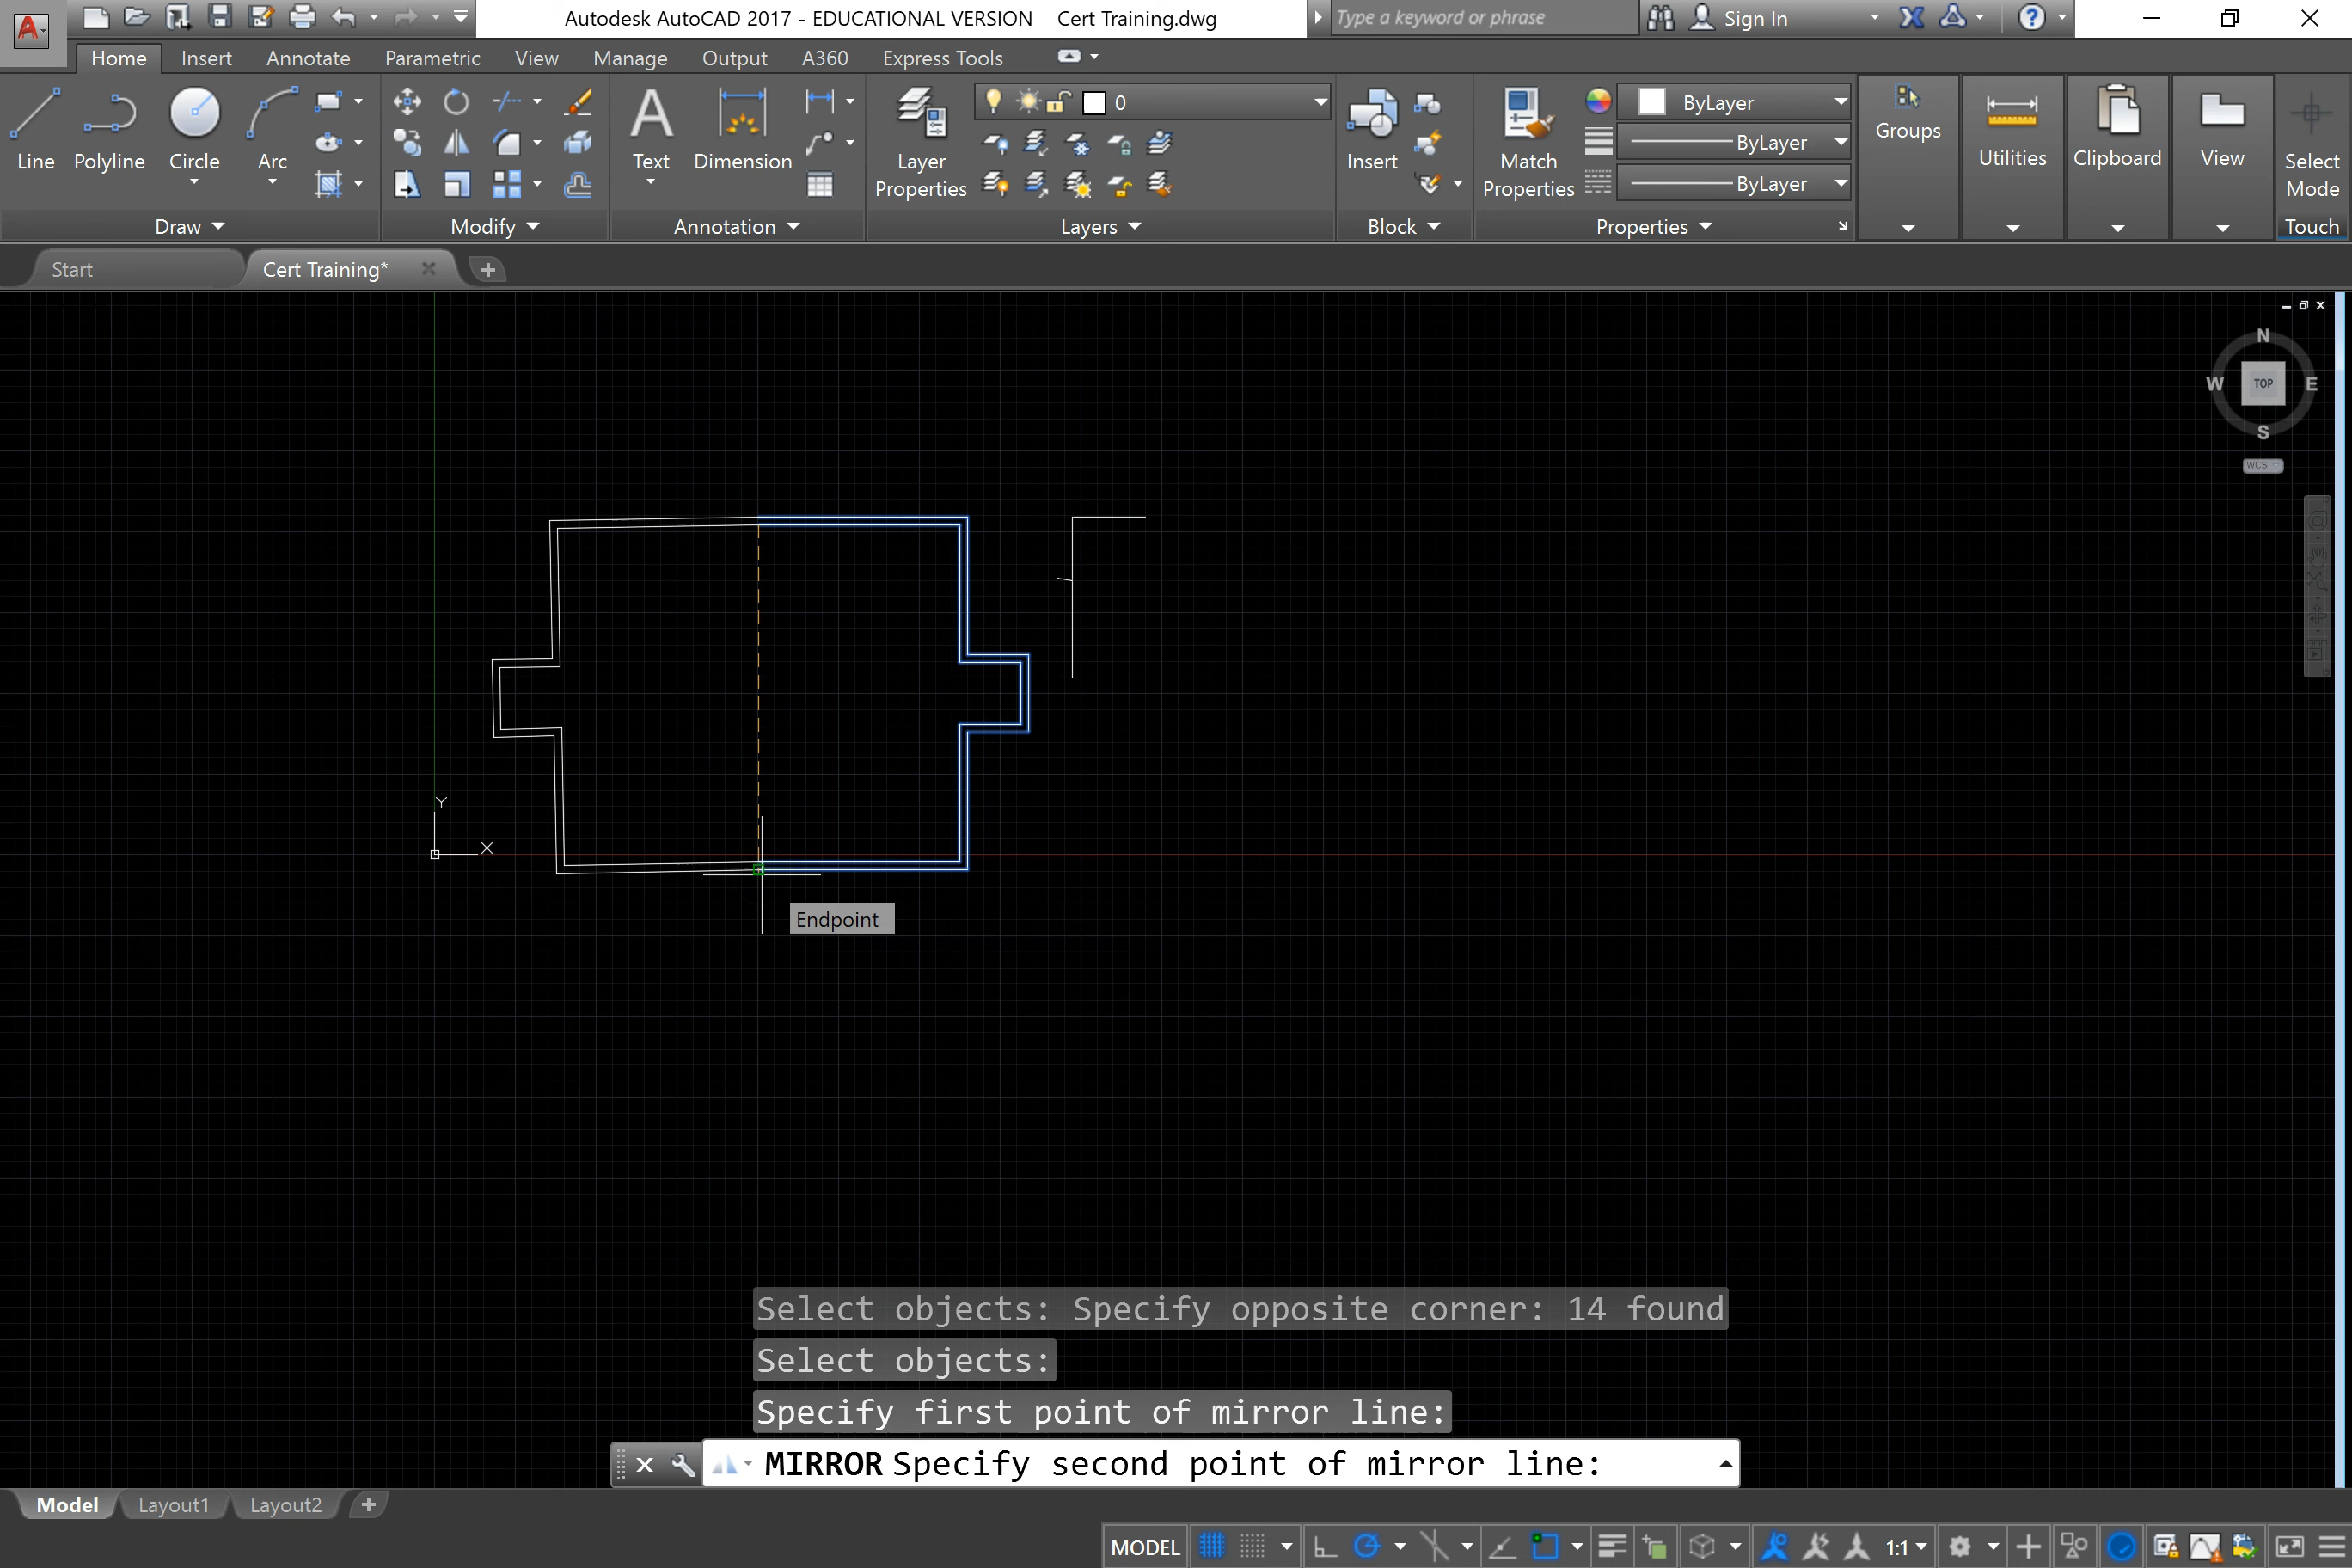 Autodesk AutoCAD 2017 - EDUCATIONAL VERSION Cert Training.dwg
Type a keyword or phrase
Sign In
Home Insert Annotate Parametric View Manage Output A360 Express Tools
Line Polyline Circle Arc
Text Dimension
Layer Properties
0
Insert
Match Properties
ByLayer
ByLayer
ByLayer
Groups
Utilities
Clipboard
View
Select Mode
Draw Modify Annotation Layers Block Properties Touch
Start Cert Training*
N
W TOP E
S
WCS
Y
X
Endpoint
Select objects: Specify opposite corner: 14 found
Select objects:
Specify first point of mirror line:
MIRROR Specify second point of mirror line:
Model Layout1 Layout2
MODEL 1:1